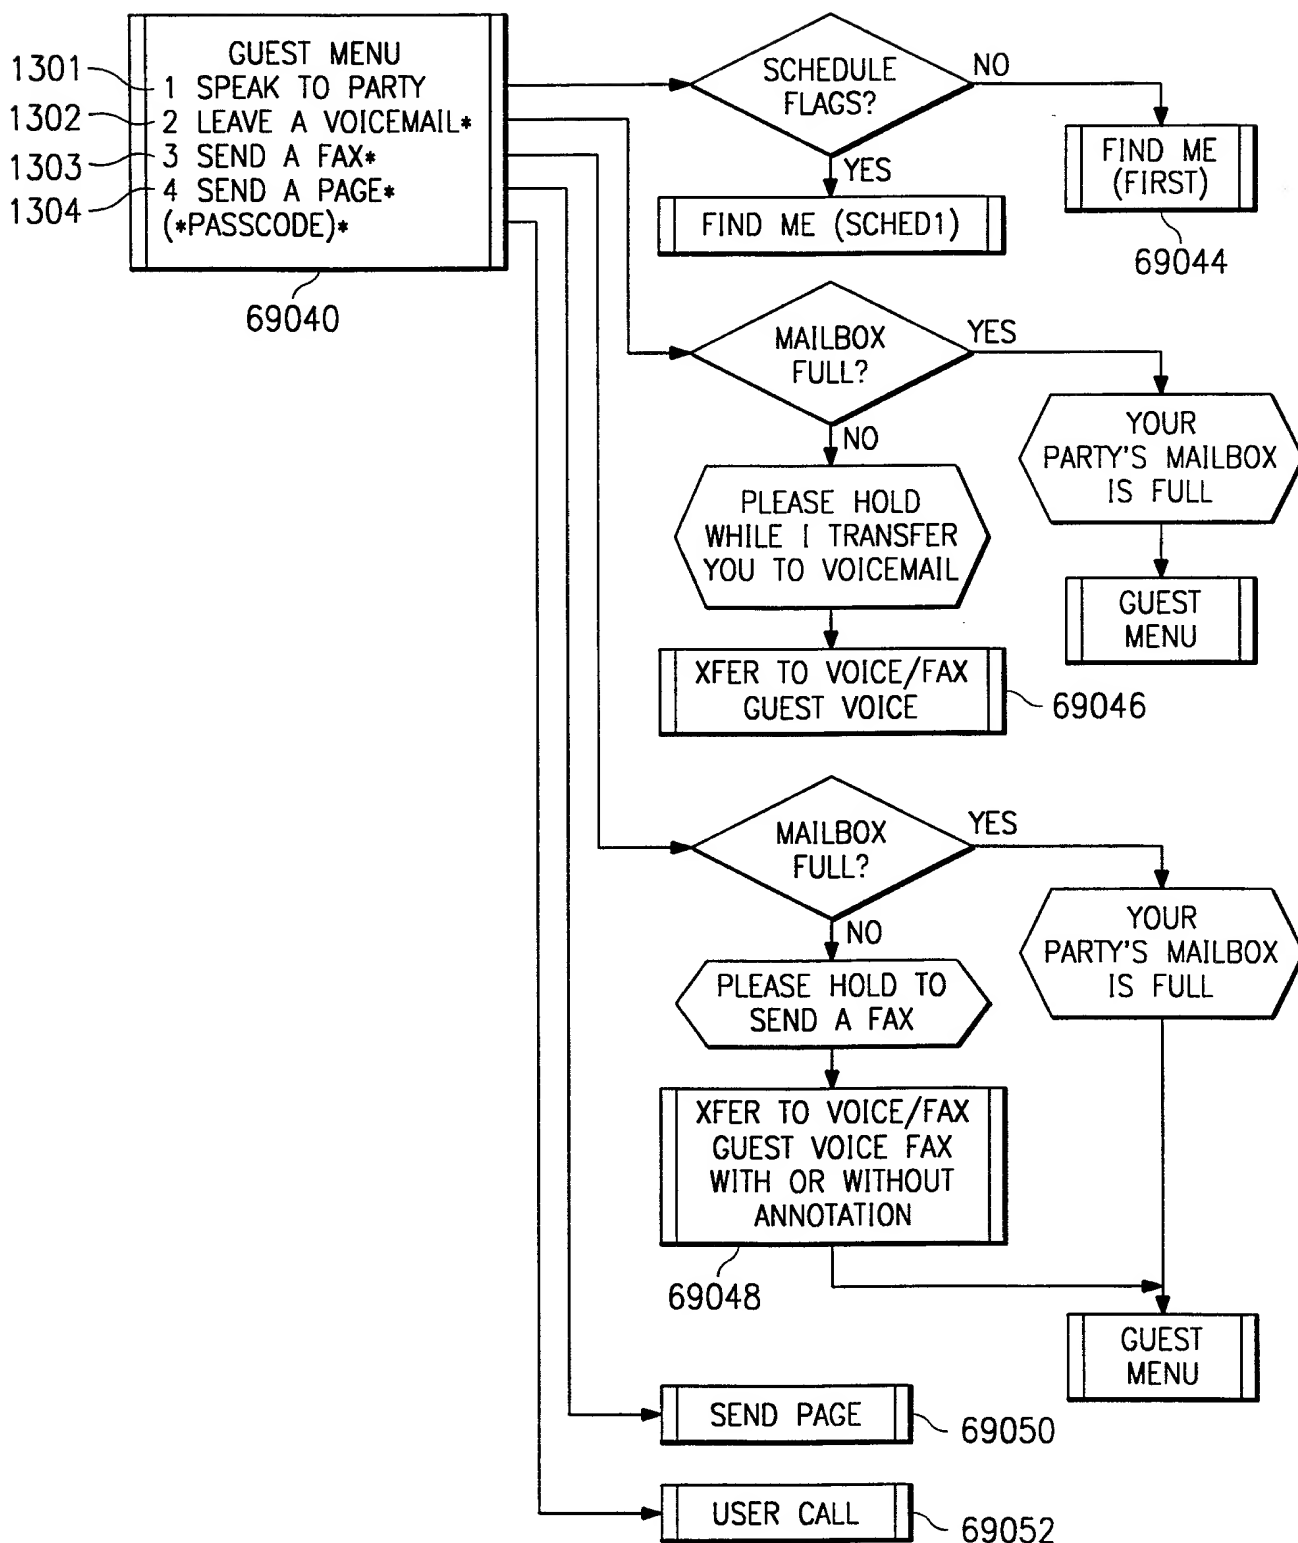 GUEST MENU
1301
1 SPEAK TO PARTY
1302
2 LEAVE A VOICEMAIL*
1303
3 SEND A FAX*
1304
4 SEND A PAGE*
(*PASSCODE)*
69040
SCHEDULE
FLAGS?
NO
YES
FIND ME
(FIRST)
69044
FIND ME (SCHED1)
MAILBOX
FULL?
YES
NO
YOUR
PARTY'S MAILBOX
IS FULL
PLEASE HOLD
WHILE I TRANSFER
YOU TO VOICEMAIL
GUEST
MENU
XFER TO VOICE/FAX
GUEST VOICE
69046
MAILBOX
FULL?
YES
NO
YOUR
PARTY'S MAILBOX
IS FULL
PLEASE HOLD TO
SEND A FAX
XFER TO VOICE/FAX
GUEST VOICE FAX
WITH OR WITHOUT
ANNOTATION
69048
GUEST
MENU
SEND PAGE
69050
USER CALL
69052